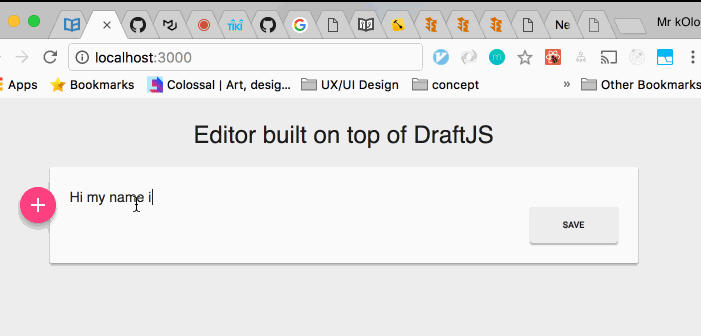 Ne
Mr kOlo
localhost:3000
Apps
Bookmarks
Colossal | Art, desig...
UX/UI Design
concept
»
Other Bookmarks
Editor built on top of DraftJS
Hi my name i
SAVE